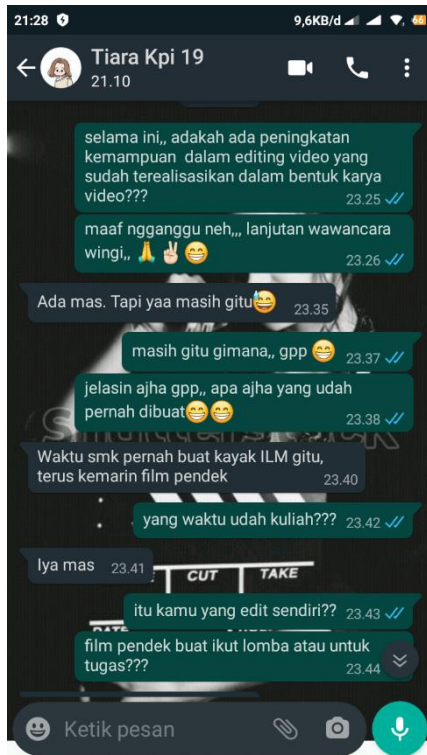 21:28
9,6KB/d
66
Tiara Kpi 19
21.10
selama ini,, adakah ada peningkatan
kemampuan dalam editing video yang
sudah terealisasikan dalam bentuk karya
video???
23.25
maaf ngganggu neh,,, lanjutan wawancara
wingi,, 🙏 ✌🏻 😁
23.26
Ada mas. Tapi yaa masih gitu😅 23.35
masih gitu gimana,, gpp 😁 23.37
jelasin ajha gpp,, apa ajha yang udah
pernah dibuat😁😁
23.38
Waktu smk pernah buat kayak ILM gitu,
terus kemarin film pendek
23.40
yang waktu udah kuliah??? 23.42
Iya mas 23.41
CUT TAKE
itu kamu yang edit sendiri?? 23.43
film pendek buat ikut lomba atau untuk
tugas???
23.44
Ketik pesan